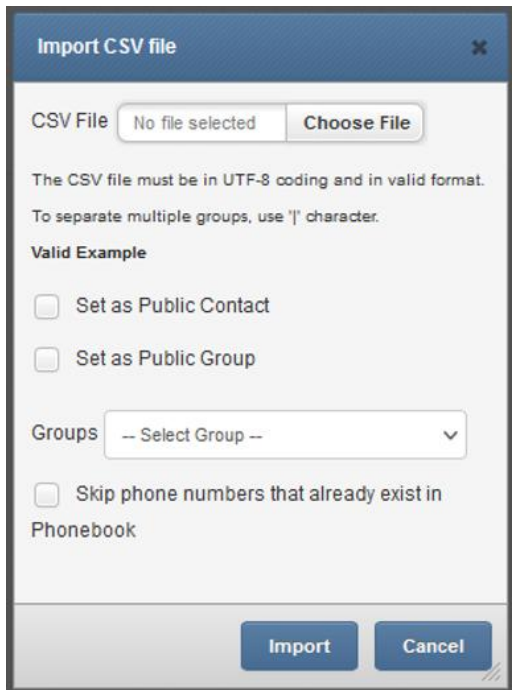 Import CSV file
CSV File No file selected Choose File
The CSV file must be in UTF-8 coding and in valid format.
To separate multiple groups, use '|' character.
Valid Example
Set as Public Contact
Set as Public Group
Groups -- Select Group --
Skip phone numbers that already exist in
Phonebook
Import Cancel